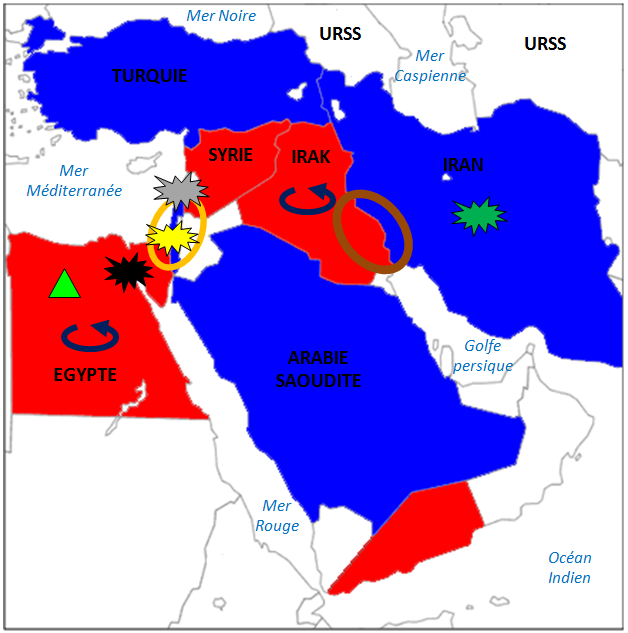 Mer Noire
URSS
URSS
Mer
Caspienne
TURQUIE
SYRIE
IRAK
IRAN
Mer
Méditerranée
Golfe
persique
EGYPTE
ARABIE
SAOUDITE
Mer
Rouge
Océan
Indien